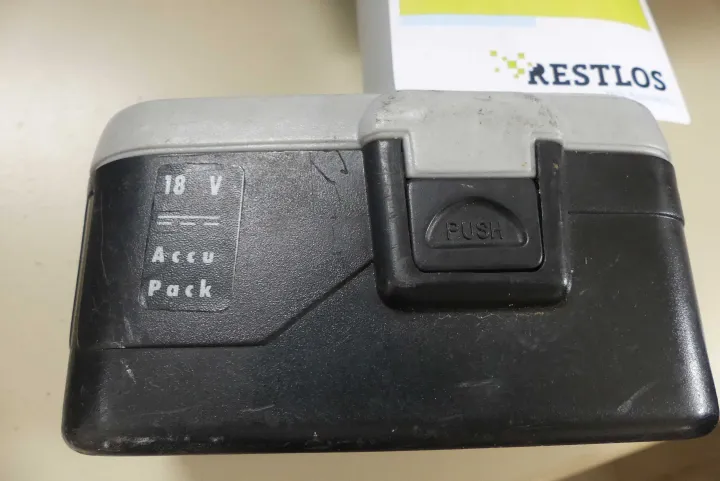 RESTLOS
18 V
Accu
Pack
PUSH